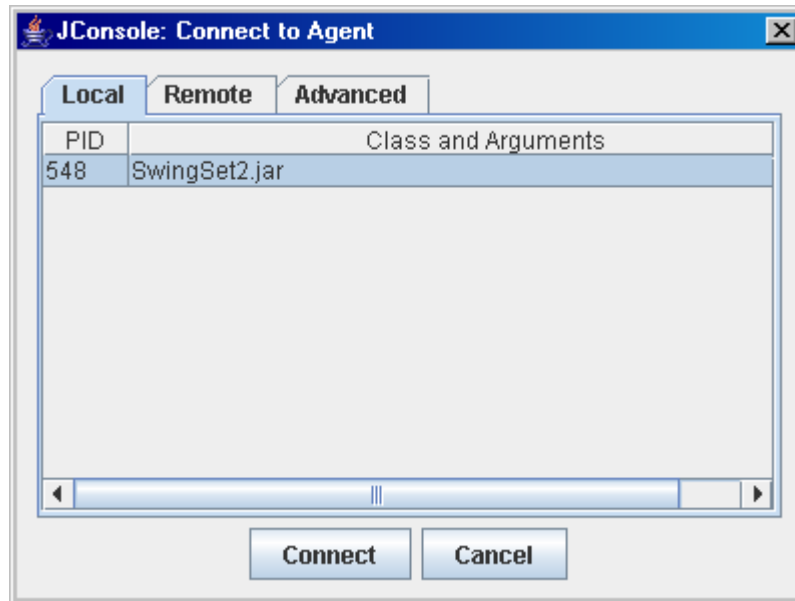 JConsole: Connect to Agent
Local Remote Advanced
PID Class and Arguments
548 SwingSet2.jar
Connect Cancel